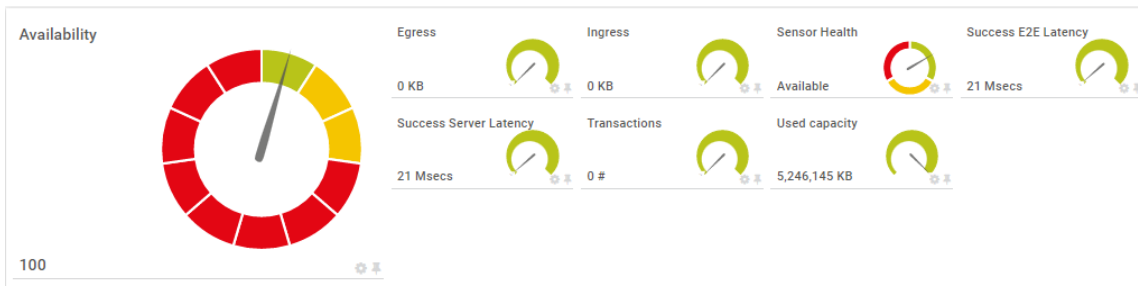 Availability
100
Egress
0 KB
Ingress
0 KB
Sensor Health
Available
Success E2E Latency
21 Msecs
Success Server Latency
21 Msecs
Transactions
0 #
Used capacity
5,246,145 KB